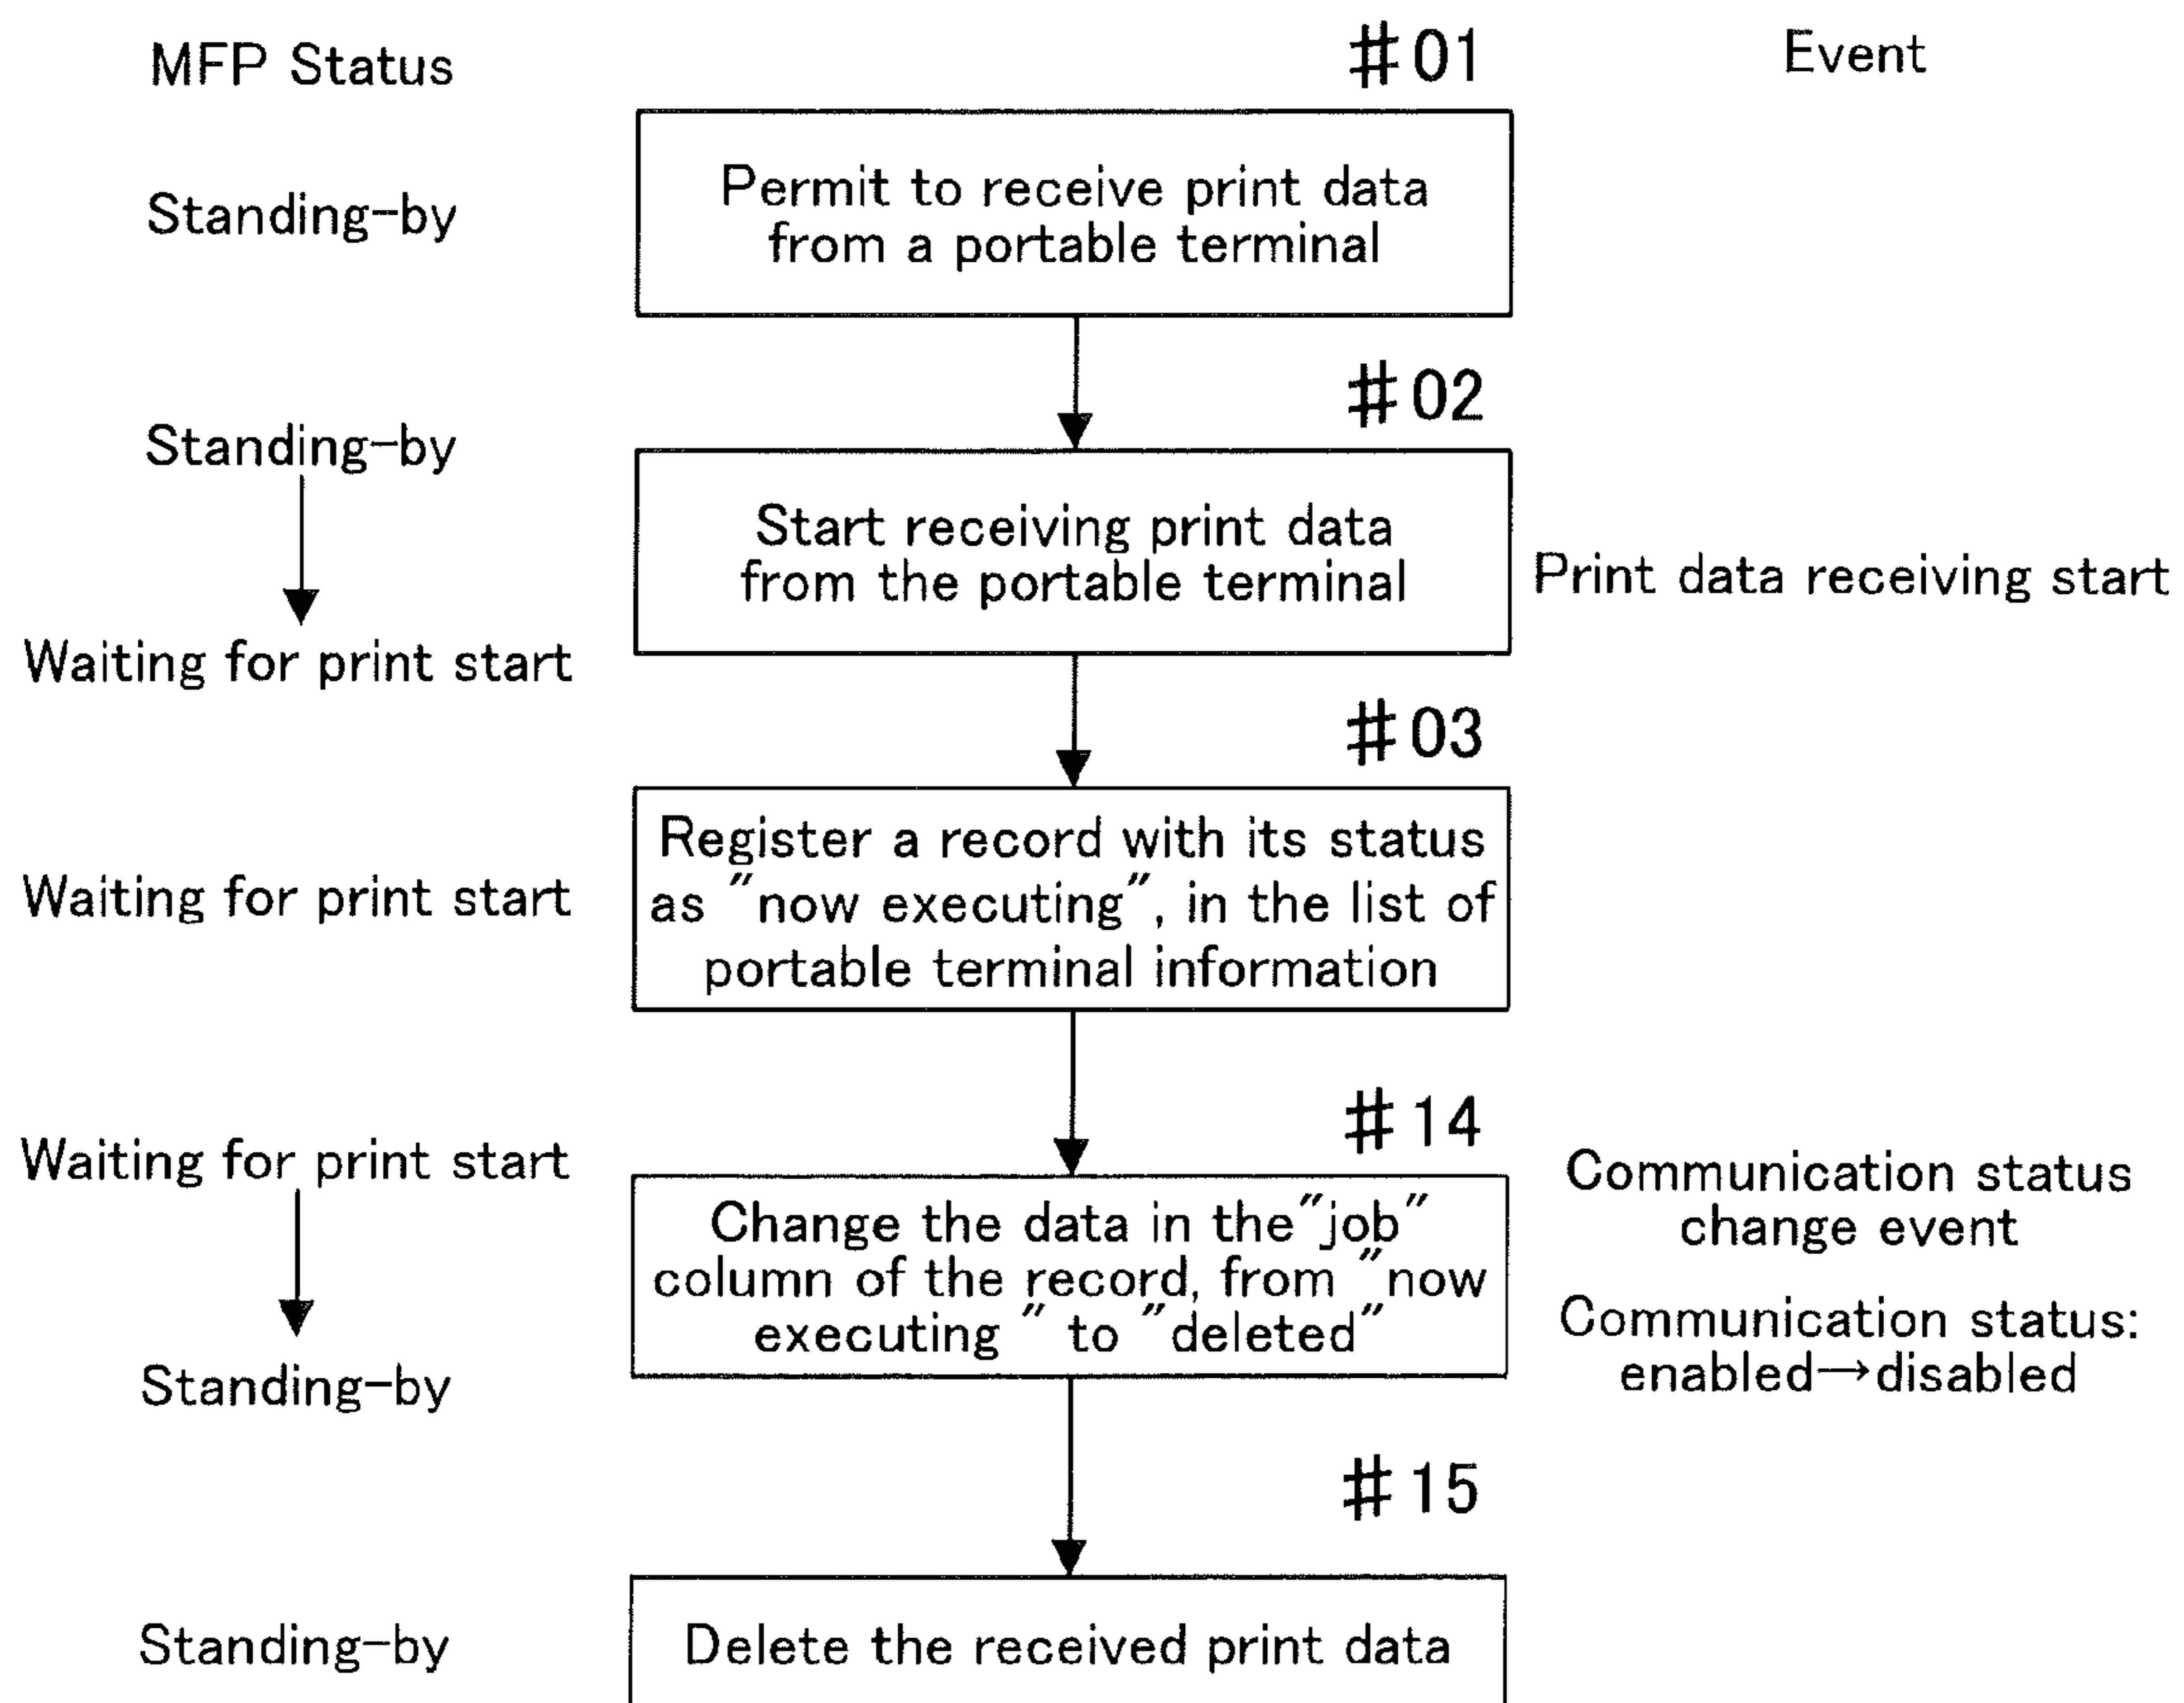 MFP Status
#01
Event
Standing-by
Permit to receive print data
from a portable terminal
#02
Standing-by
Waiting for print start
Start receiving print data
from the portable terminal
Print data receiving start
#03
Waiting for print start
Register a record with its status
as "now executing", in the list of
portable terminal information
#14
Waiting for print start
Standing-by
Change the data in the"job"
column of the record, from "now
executing " to "deleted"
Communication status
change event
Communication status:
enabled→disabled
#15
Standing-by
Delete the received print data